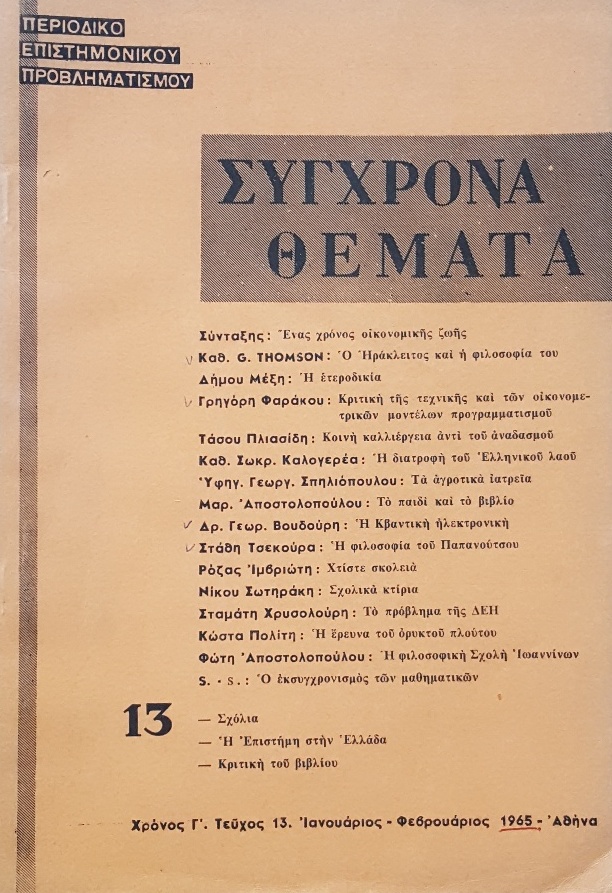 ΠΕΡΙΟΔΙΚΟ
ΕΠΙΣΤΗΜΟΝΙΚΟΥ
ΠΡΟΒΛΗΜΑΤΙΣΜΟΥ
ΣΥΓΧΡΟΝΑ
ΘΕΜΑΤΑ
Σύνταξης: Ἕνας χρόνος οἰκονομικῆς ζωῆς
Καθ. G. THOMSON: Ὁ Ἡράκλειτος καὶ ἡ φιλοσοφία του
Δήμου Μέξη: Ἡ ἑτεροδικία
Γρηγόρη Φαράκου: Κριτικὴ τῆς τεχνικῆς καὶ τῶν οἰκονομε-
τρικῶν μοντέλων προγραμματισμοῦ
Τάσου Πλιασίδη: Κοινὴ καλλιέργεια ἀντὶ τοῦ ἀναδασμοῦ
Καθ. Σωκρ. Καλογερέα: Ἡ διατροφὴ τοῦ Ἑλληνικοῦ λαοῦ
Ὑφηγ. Γεωργ. Σπηλιόπουλου: Τὰ ἀγροτικὰ ἰατρεῖα
Μαρ. Ἀποστολοπούλου: Τὸ παιδὶ καὶ τὸ βιβλίο
Δρ. Γεωρ. Βουδούρη: Ἡ Κβαντικὴ ἠλεκτρονικὴ
Στάθη Τσεκούρα: Ἡ φιλοσοφία τοῦ Παπανούτσου
Ρόζας Ἰμβριώτη: Χτίστε σκολειὰ
Νίκου Σωτηράκη: Σχολικὰ κτίρια
Σταμάτη Χρυσολούρη: Τὸ πρόβλημα τῆς ΔΕΗ
Κώστα Πολίτη: Ἡ ἔρευνα τοῦ ὀρυκτοῦ πλούτου
Φώτη Ἀποστολοπούλου: Ἡ φιλοσοφικὴ Σχολὴ Ἰωαννίνων
S. - s.: Ὁ ἐκσυγχρονισμὸς τῶν μαθηματικῶν
13
— Σχόλια
— Ἡ Ἐπιστήμη στὴν Ἑλλάδα
— Κριτικὴ τοῦ βιβλίου
Χρόνος Γ'. Τεῦχος 13. Ἰανουάριος - Φεβρουάριος 1965 - Ἀθήνα